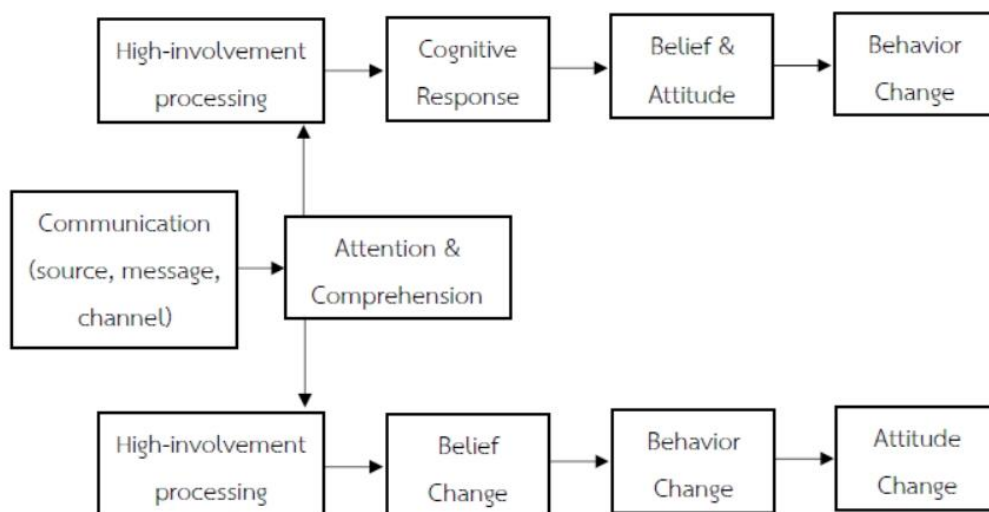 High-involvement
processing
Cognitive
Response
Belief &
Attitude
Behavior
Change
Communication
(source, message,
channel)
Attention &
Comprehension
High-involvement
processing
Belief
Change
Behavior
Change
Attitude
Change